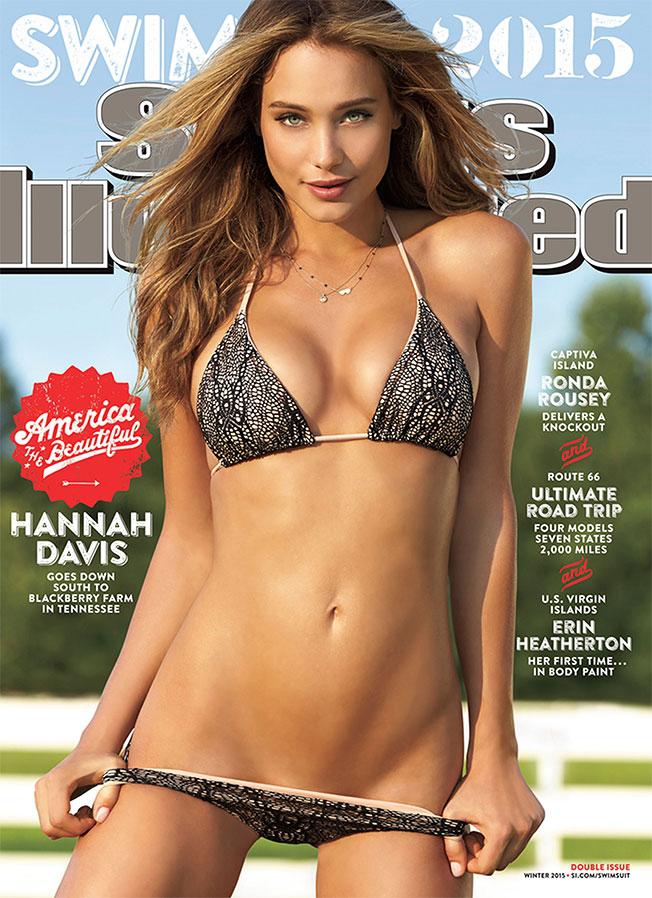 SWIM 2015
S s
Illu ed
America
THE Beautiful
HANNAH
DAVIS
GOES DOWN
SOUTH TO
BLACKBERRY FARM
IN TENNESSEE
CAPTIVA
ISLAND
RONDA
ROUSEY
DELIVERS A
KNOCKOUT
and
ROUTE 66
ULTIMATE
ROAD TRIP
FOUR MODELS
SEVEN STATES
2,000 MILES
and
U.S. VIRGIN
ISLANDS
ERIN
HEATHERTON
HER FIRST TIME...
IN BODY PAINT
DOUBLE ISSUE
WINTER 2015 • SI.COM/SWIMSUIT